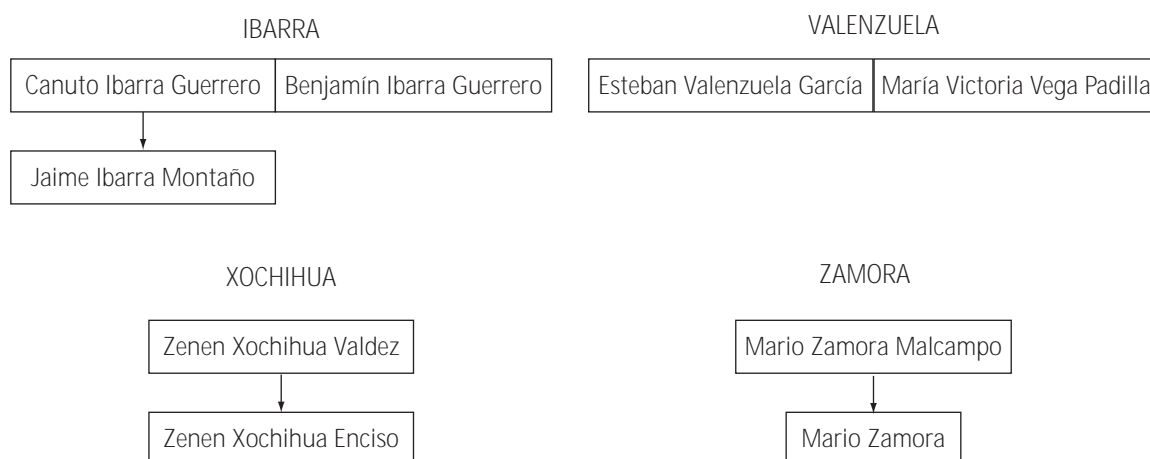 IBARRA
Canuto Ibarra Guerrero Benjamín Ibarra Guerrero
Jaime Ibarra Montaño
VALENZUELA
Esteban Valenzuela García María Victoria Vega Padilla
XOCHIHUA
Zenen Xochihua Valdez
Zenen Xochihua Enciso
ZAMORA
Mario Zamora Malcampo
Mario Zamora